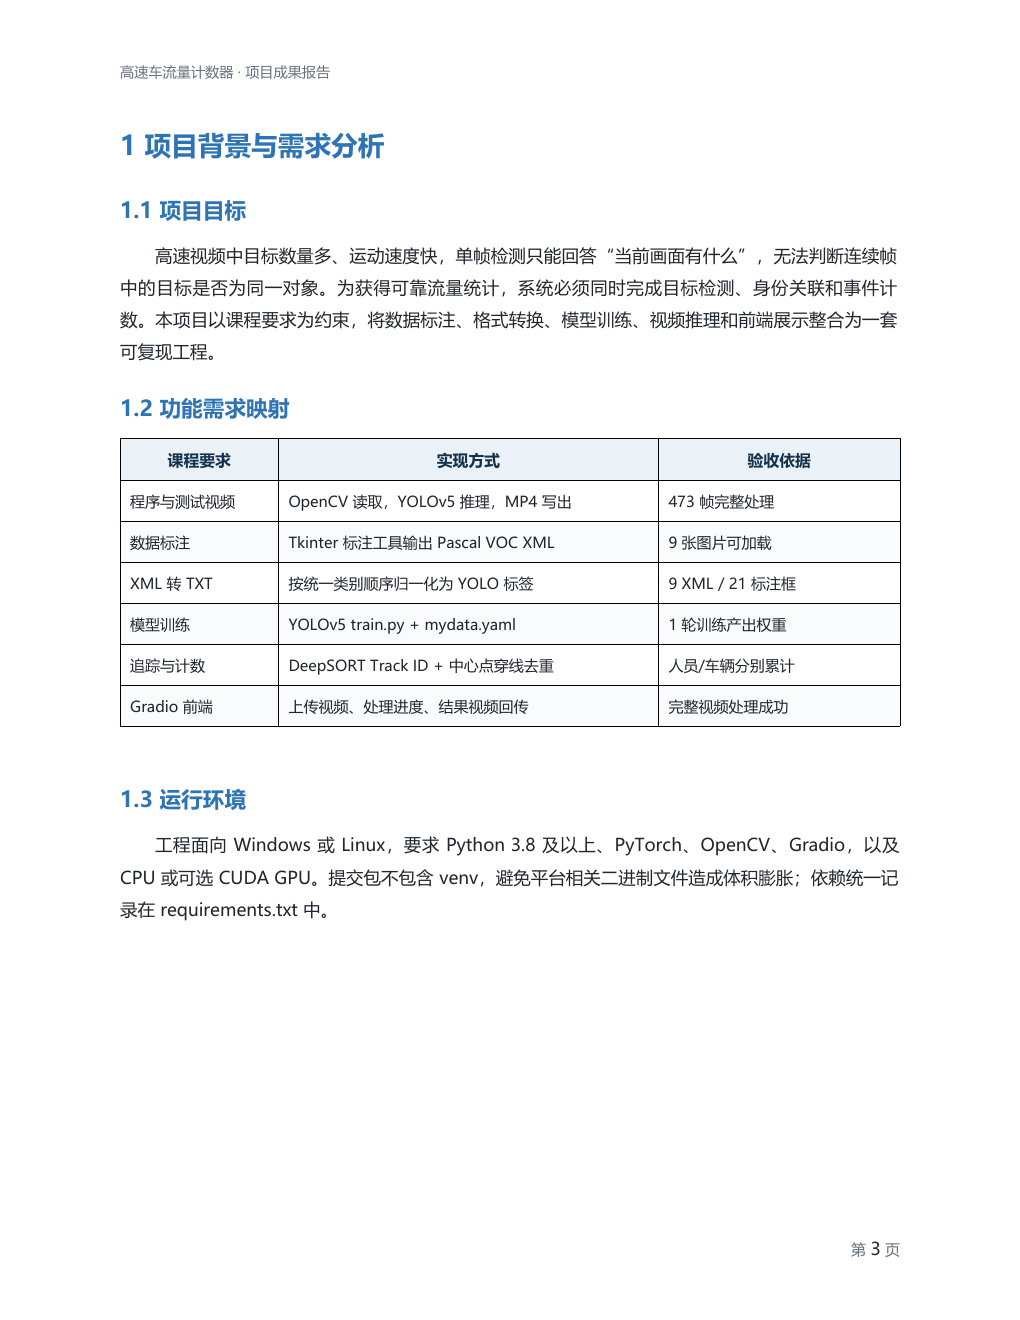 高速车流量计数器 · 项目成果报告
1 项目背景与需求分析
1.1 项目目标
高速视频中目标数量多、运动速度快，单帧检测只能回答“当前画面有什么”，无法判断连续帧
中的目标是否为同一对象。为获得可靠流量统计，系统必须同时完成目标检测、身份关联和事件计
数。本项目以课程要求为约束，将数据标注、格式转换、模型训练、视频推理和前端展示整合为一套
可复现工程。
1.2 功能需求映射
课程要求 实现方式 验收依据
程序与测试视频 OpenCV 读取，YOLOv5 推理，MP4 写出 473 帧完整处理
数据标注 Tkinter 标注工具输出 Pascal VOC XML 9 张图片可加载
XML 转 TXT 按统一类别顺序归一化为 YOLO 标签 9 XML / 21 标注框
模型训练 YOLOv5 train.py + mydata.yaml 1 轮训练产出权重
追踪与计数 DeepSORT Track ID + 中心点穿线去重 人员/车辆分别累计
Gradio 前端 上传视频、处理进度、结果视频回传 完整视频处理成功
1.3 运行环境
工程面向 Windows 或 Linux，要求 Python 3.8 及以上、PyTorch、OpenCV、Gradio，以及
CPU 或可选 CUDA GPU。提交包不包含 venv，避免平台相关二进制文件造成体积膨胀；依赖统一记
录在 requirements.txt 中。
第 3 页